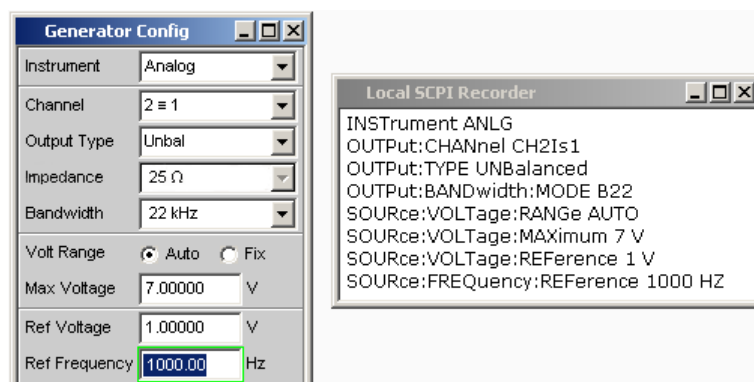 Generator Config
Instrument Analog
Channel 2≡1
Output Type Unbal
Impedance 25 Ω
Bandwidth 22 kHz
Volt Range Auto Fix
Max Voltage 7.00000 V
Ref Voltage 1.00000 V
Ref Frequency 1000.00 Hz
Local SCPI Recorder
INSTrument ANLG
OUTPut:CHANnel CH2Is1
OUTPut:TYPE UNBalanced
OUTPut:BANDwidth:MODE B22
SOURce:VOLTage:RANGe AUTO
SOURce:VOLTage:MAXimum 7 V
SOURce:VOLTage:REFerence 1 V
SOURce:FREQuency:REFerence 1000 HZ